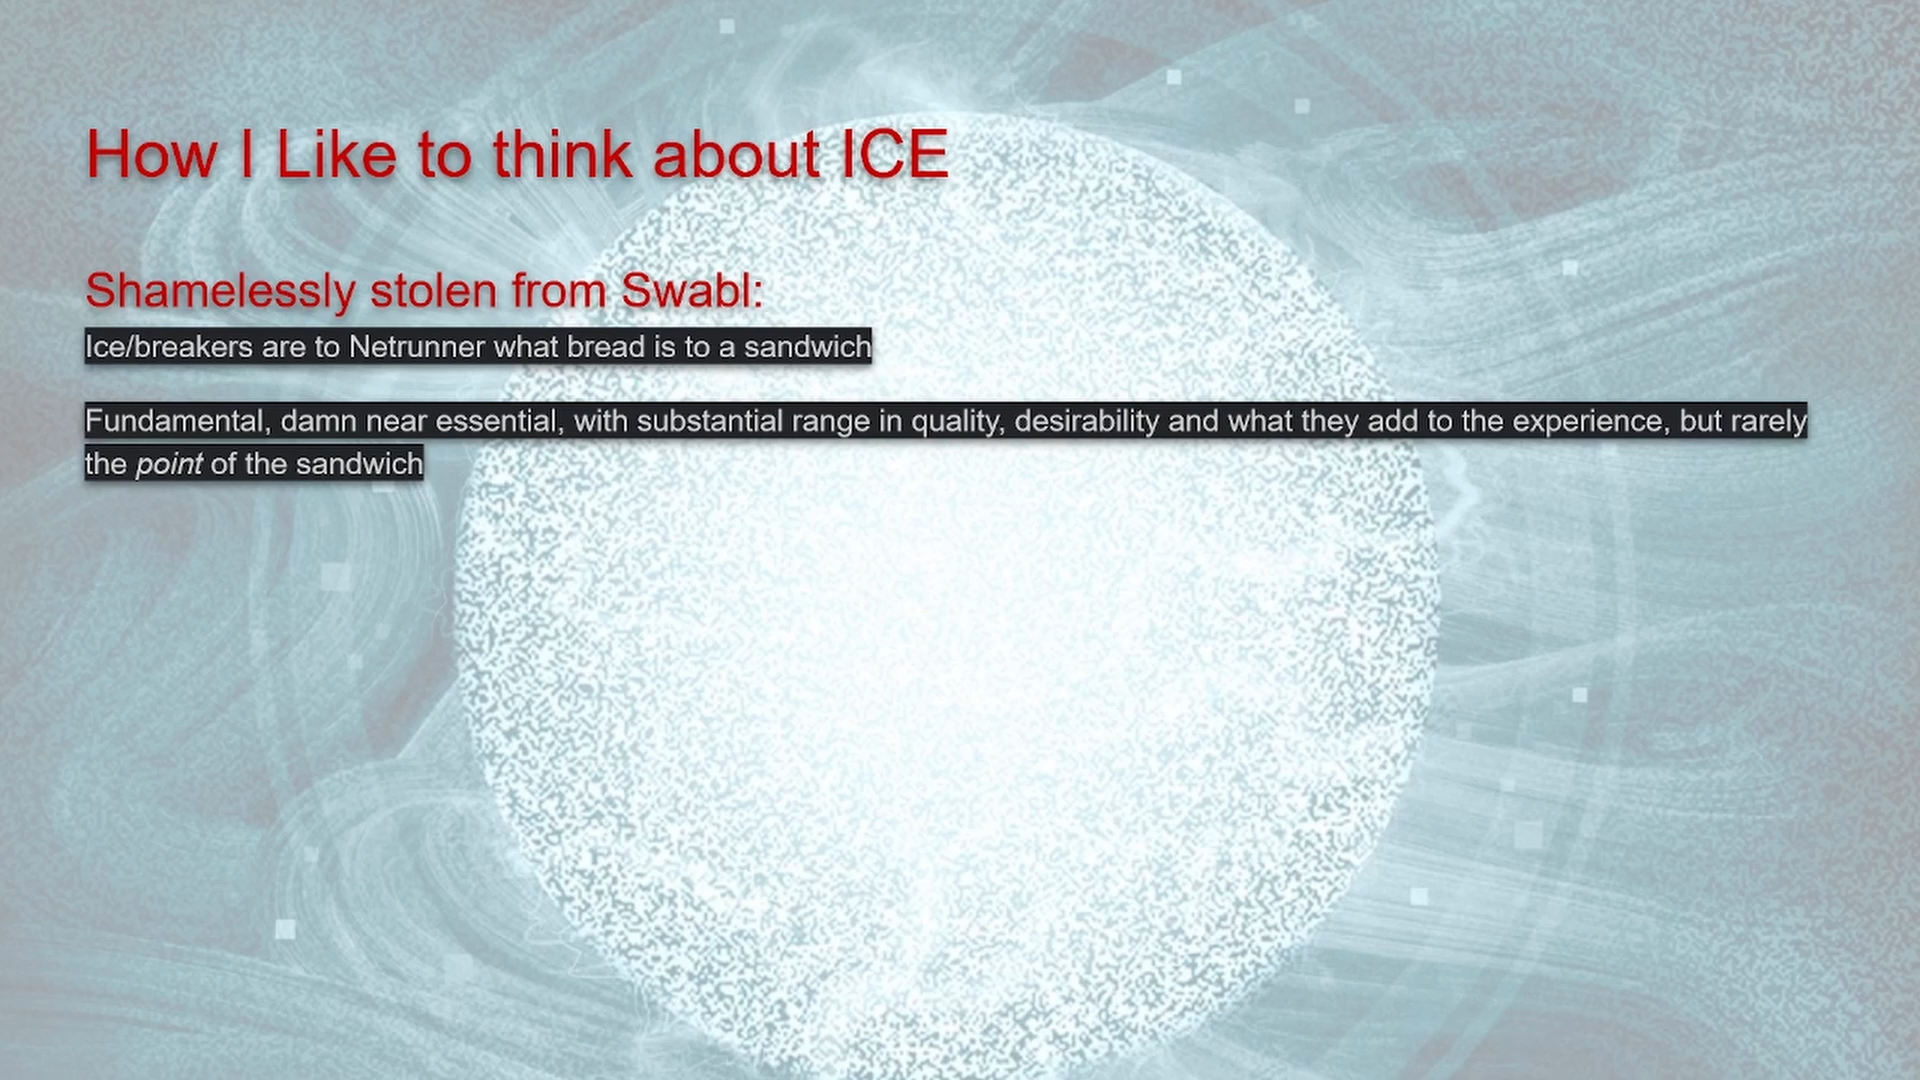 How I Like to think about ICE
Shamelessly stolen from Swabl:
Ice/breakers are to Netrunner what bread is to a sandwich
Fundamental, damn near essential, with substantial range in quality, desirability and what they add to the experience, but rarely
the point of the sandwich